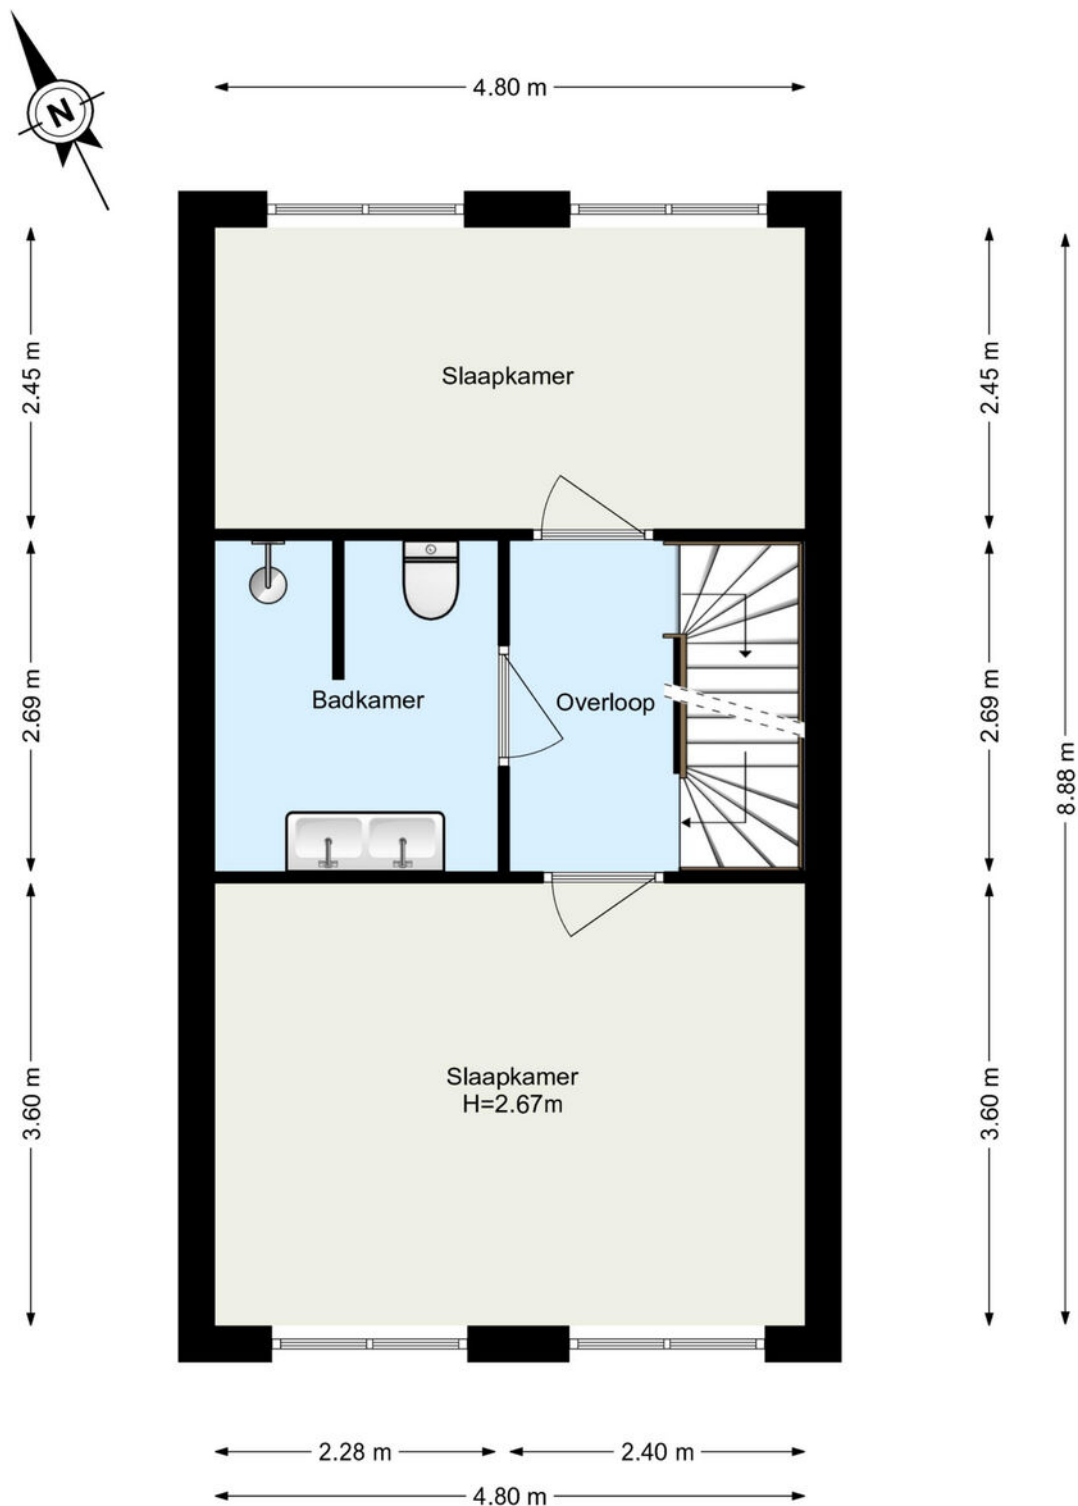 N
4.80 m
2.45 m
Slaapkamer
2.45 m
2.69 m
Badkamer
Overloop
2.69 m
8.88 m
3.60 m
Slaapkamer
H=2.67m
3.60 m
2.28 m
2.40 m
4.80 m